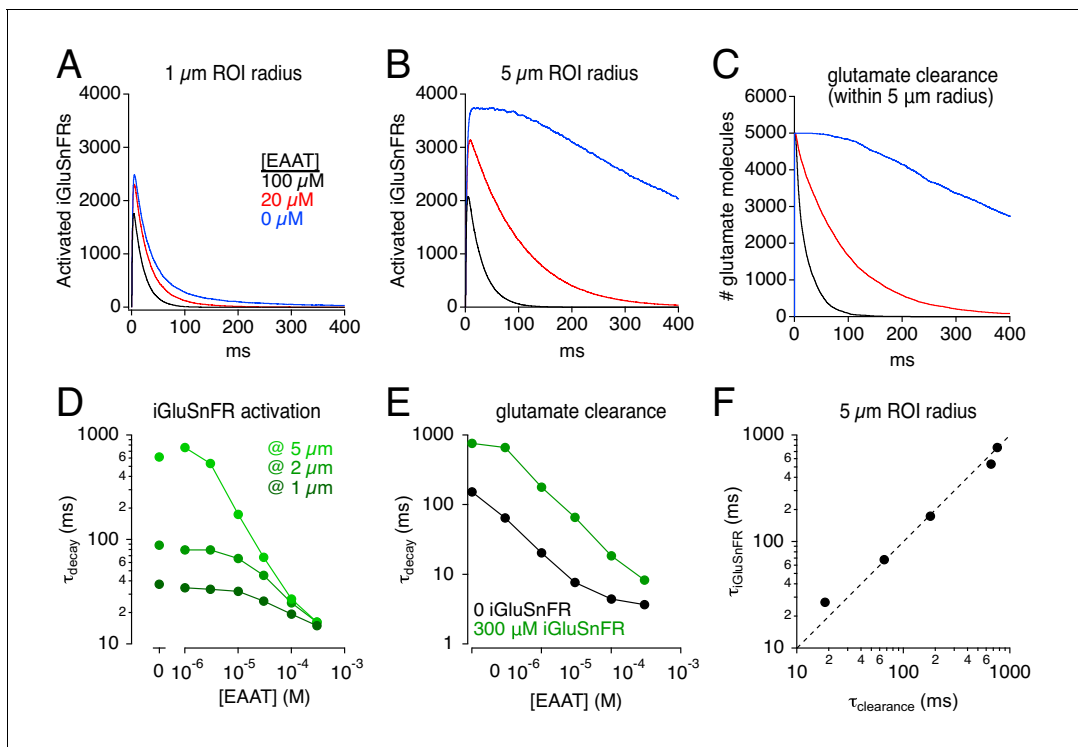 A
1 µm ROI radius
Activated iGluSnFRs
4000
3000
2000
1000
0
[EAAT]
100 µM
20 µM
0 µM
0
100
200
300
400
ms
B
5 µm ROI radius
Activated iGluSnFRs
4000
3000
2000
1000
0
0
100
200
300
400
ms
C
glutamate clearance
(within 5 µm radius)
# glutamate molecules
6000
5000
4000
3000
2000
1000
0
0
100
200
300
400
ms
D
iGluSnFR activation
τdecay (ms)
1000
6
4
2
100
6
4
2
10
@ 5 µm
@ 2 µm
@ 1 µm
0
10⁻⁶
10⁻⁵
10⁻⁴
10⁻³
[EAAT] (M)
E
glutamate clearance
τdecay (ms)
1000
100
10
1
0 iGluSnFR
300 µM iGluSnFR
0
10⁻⁶
10⁻⁵
10⁻⁴
10⁻³
[EAAT] (M)
F
5 µm ROI radius
τiGluSnFR (ms)
1000
6
4
2
100
6
4
2
10
10
2
4
6
100
2
4
6
1000
τclearance (ms)